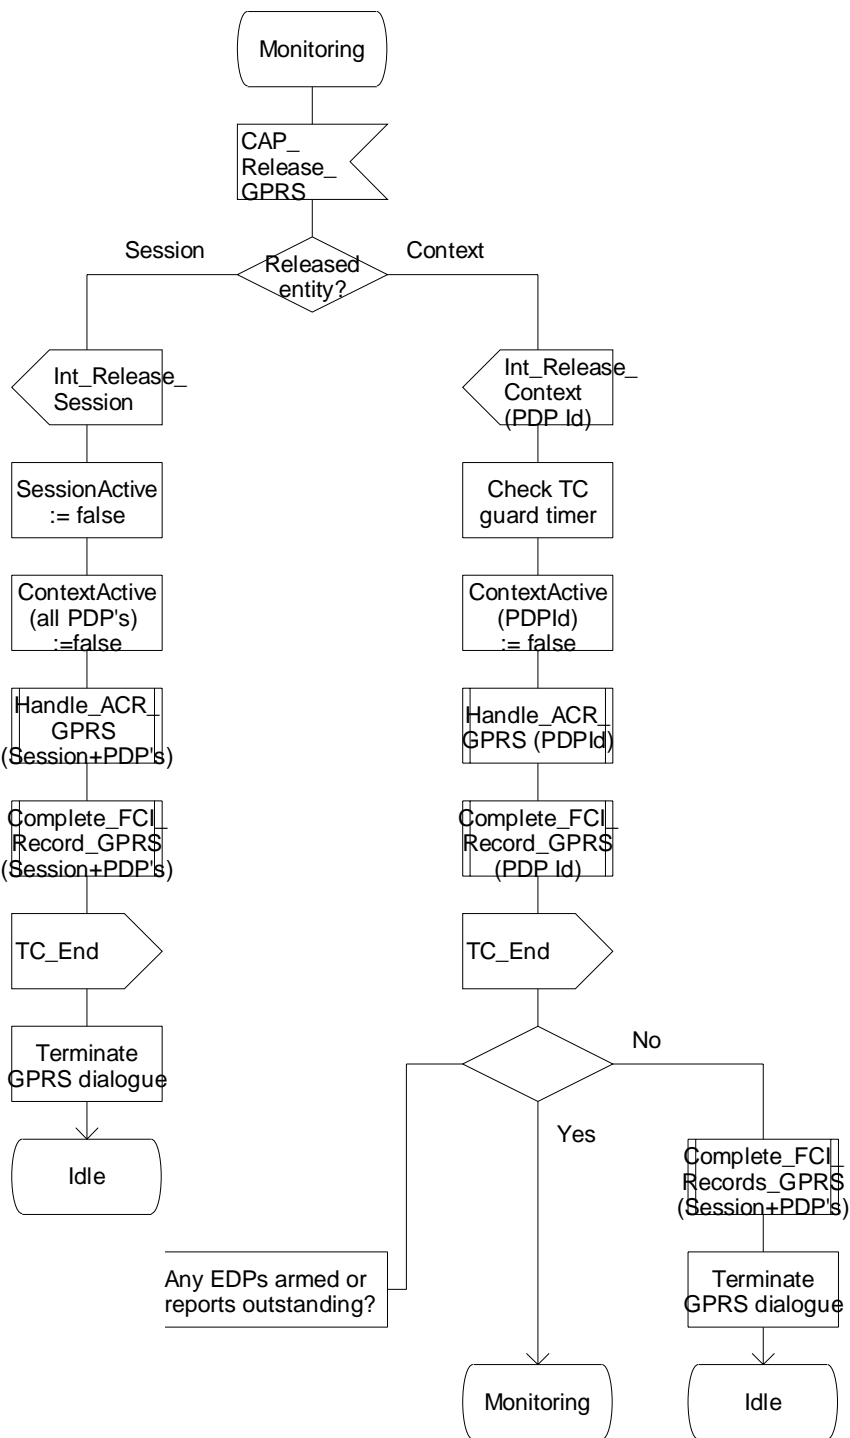 Monitoring
CAP_
Release_
GPRS
Released
entity?
Session
Context
Int_Release_
Session
SessionActive
:= false
ContextActive
(all PDP's)
:=false
Handle_ACR_
GPRS
(Session+PDP's)
Complete_FCI_
Record_GPRS
(Session+PDP's)
TC_End
Terminate
GPRS dialogue
Idle
Int_Release_
Context
(PDP Id)
Check TC
guard timer
ContextActive
(PDPId)
:= false
Handle_ACR_
GPRS (PDPId)
Complete_FCI_
Record_GPRS
(PDP Id)
TC_End
No
Yes
Any EDPs armed or
reports outstanding?
Monitoring
Complete_FCI_
Records_GPRS
(Session+PDP's)
Terminate
GPRS dialogue
Idle